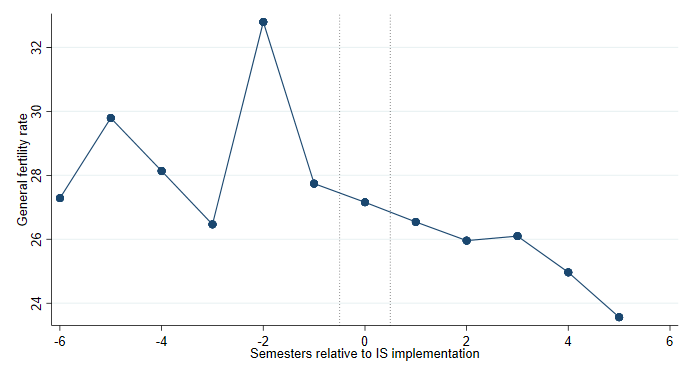 General fertility rate
32
30
28
26
24
-6 -4 -2 0 2 4 6
Semesters relative to IS implementation